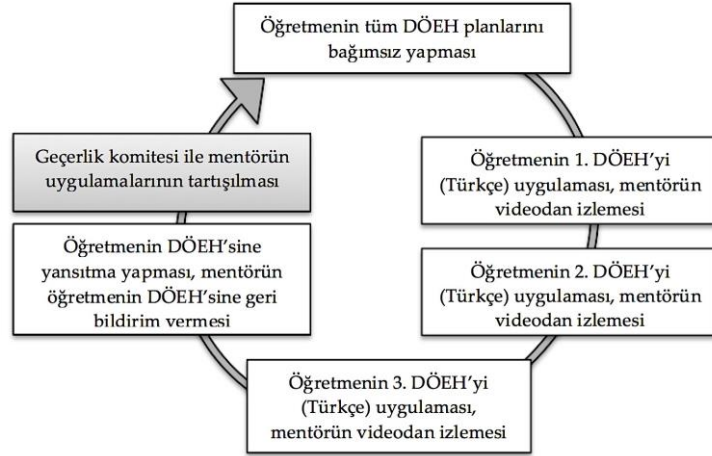 Öğretmenin tüm DÖEH planlarını
bağımsız yapması
Öğretmenin 1. DÖEH’yi
(Türkçe) uygulaması, mentörün
videodan izlemesi
Öğretmenin 2. DÖEH’yi
(Türkçe) uygulaması, mentörün
videodan izlemesi
Öğretmenin 3. DÖEH’yi
(Türkçe) uygulaması,
mentörün videodan izlemesi
Öğretmenin DÖEH’sine
yansıtma yapması, mentörün
öğretmenin DÖEH’sine geri
bildirim vermesi
Geçerlik komitesi ile mentörün
uygulamalarının tartışılması